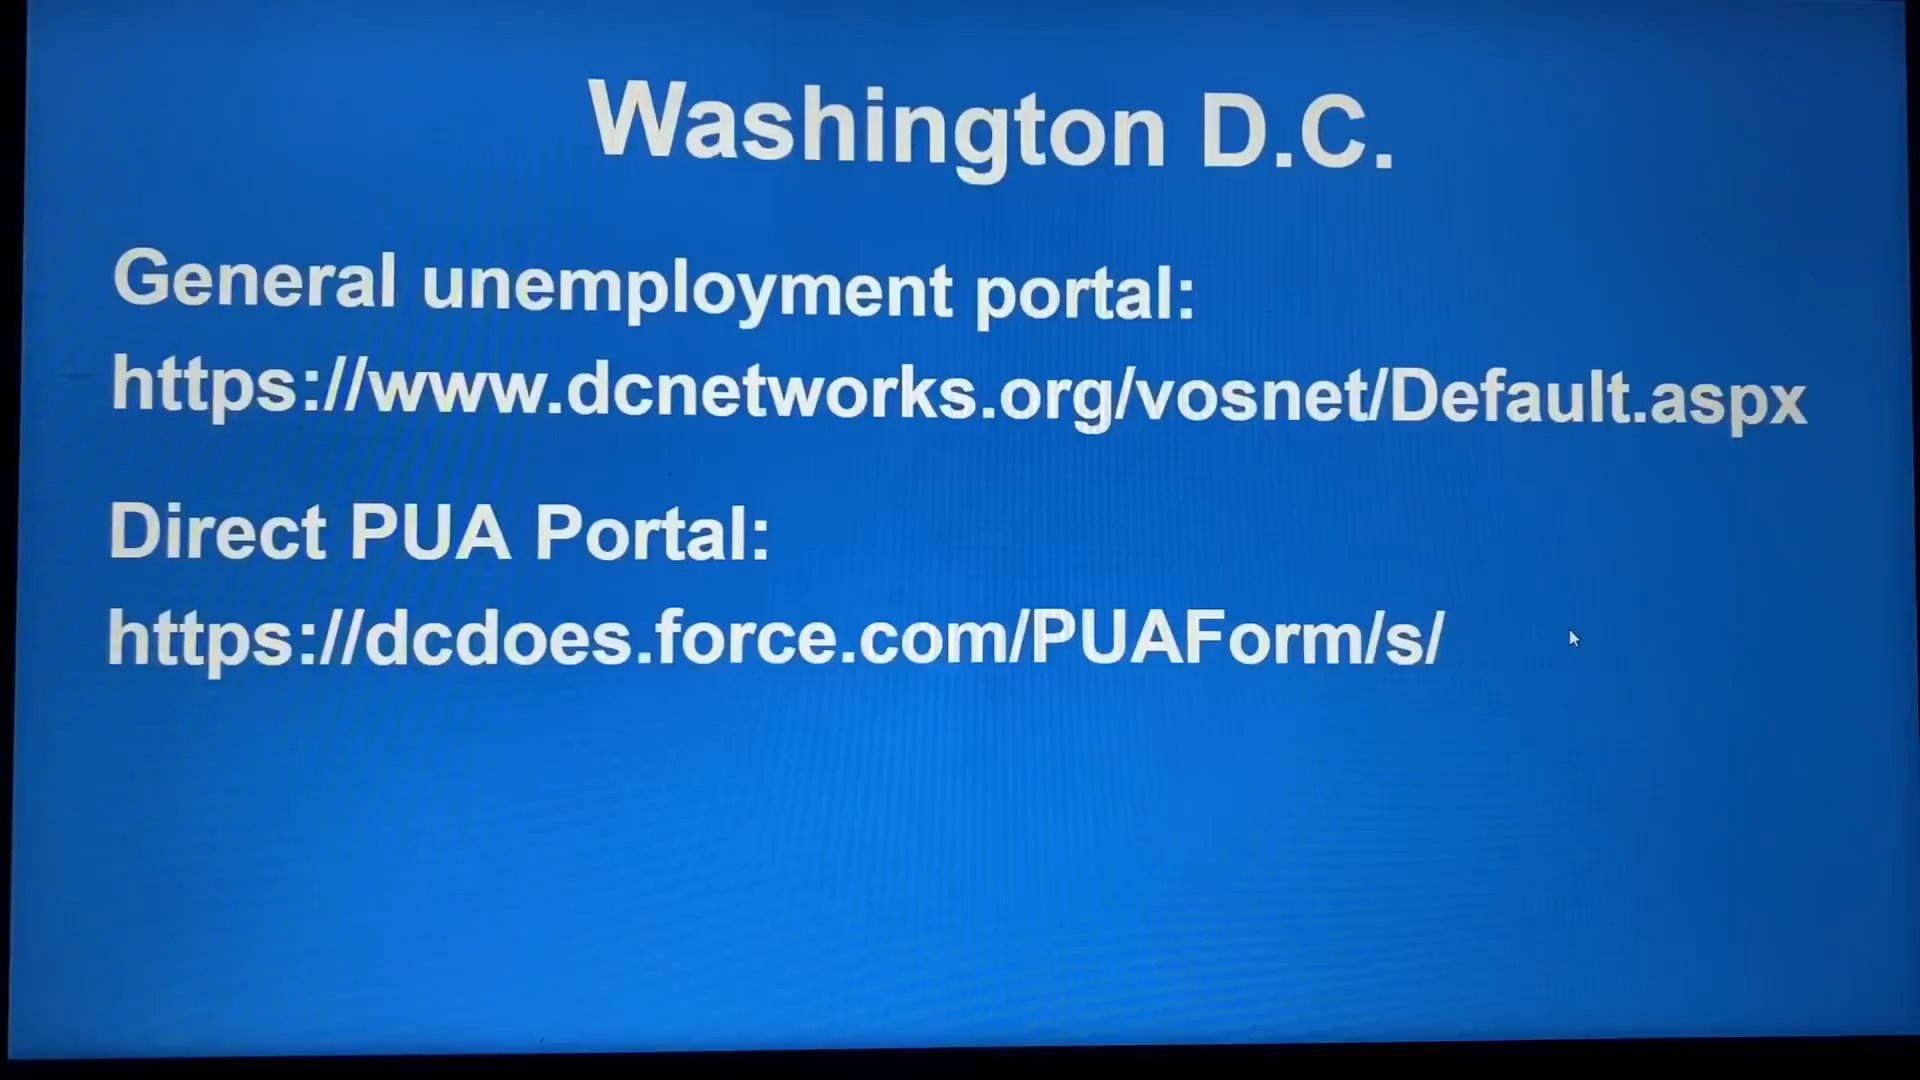 Washington D.C.
General unemployment portal:
https://www.dcnetworks.org/vosnet/Default.aspx
Direct PUA Portal:
https://dcdoes.force.com/PUAForm/s/